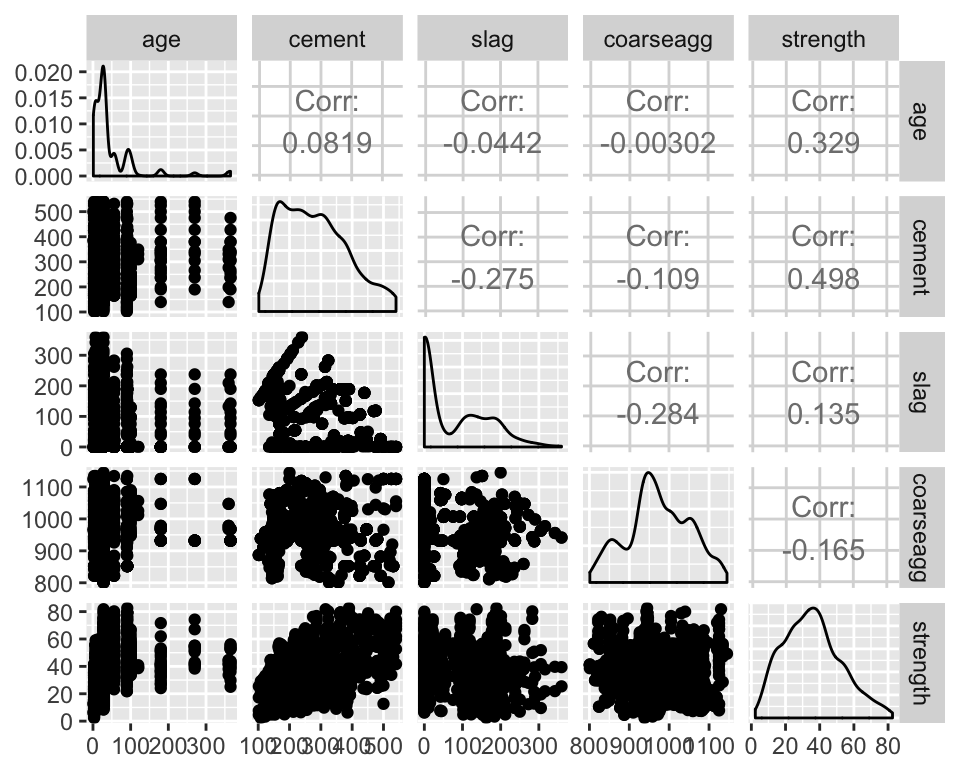 age cement slag coarseagg strength
0.020
0.015
0.010
0.005
0.000
Corr:
0.0819
Corr:
-0.0442
Corr:
-0.00302
Corr:
0.329
age
500
400
300
200
100
Corr:
-0.275
Corr:
-0.109
Corr:
0.498
cement
300
200
100
0
Corr:
-0.284
Corr:
0.135
slag
1100
1000
900
800
Corr:
-0.165
coarseagg
80
60
40
20
0
strength
0 100 200 300 100 200 300 400 500 0 100 200 300 800 900 1000 1100 0 20 40 60 80